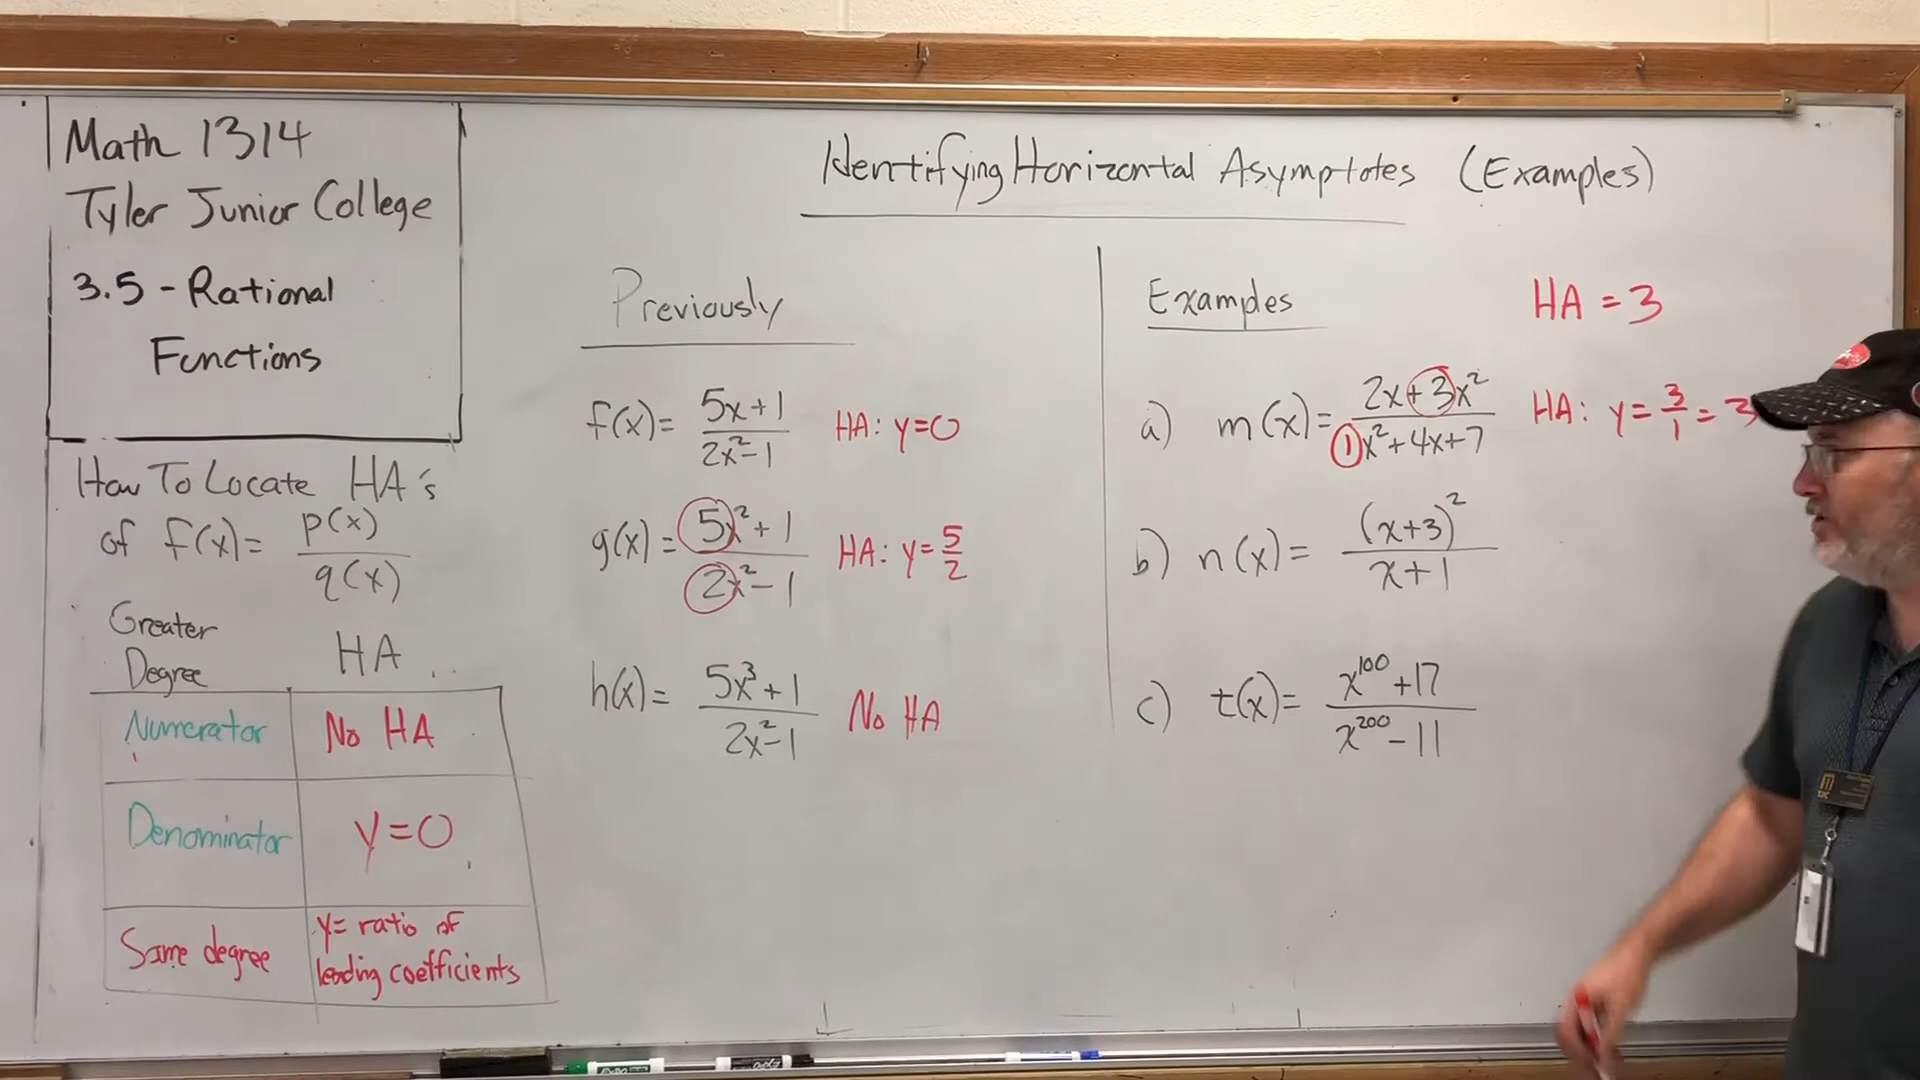 Math 1314
Tyler Junior College
3.5 - Rational
Functions
How To Locate HA's
of f(x) = p(x)/q(x)
Greater
Degree HA
Numerator No HA
Denominator y=0
Same degree y= ratio of
leading coefficients
Identifying Horizontal Asymptotes (Examples)
Previously
f(x)= (5x+1)/(2x²-1) HA: y=0
g(x) = (5x²+1)/(2x²-1) HA: y=5/2
h(x)= (5x³+1)/(2x²-1) No HA
Examples
HA = 3
a) m(x)= (2x+3x²)/(1x²+4x+7) HA: y=3/1=3
b) n(x)= (x+3)²/(x+1)
c) t(x)= (x¹⁰⁰+17)/(x²⁰⁰-11)
EXPO